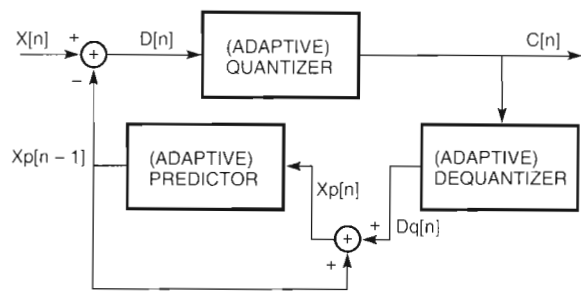 X[n]
+
+
D[n]
(ADAPTIVE)
QUANTIZER
C[n]
−
Xp[n − 1]
(ADAPTIVE)
PREDICTOR
Xp[n]
(ADAPTIVE)
DEQUANTIZER
+
Dq[n]
+
+